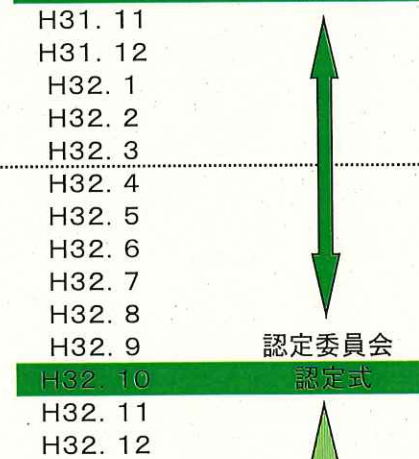 H31. 11
H31. 12
H32. 1
H32. 2
H32. 3
H32. 4
H32. 5
H32. 6
H32. 7
H32. 8
H32. 9 認定委員会
H32. 10 認定式
H32. 11
H32. 12